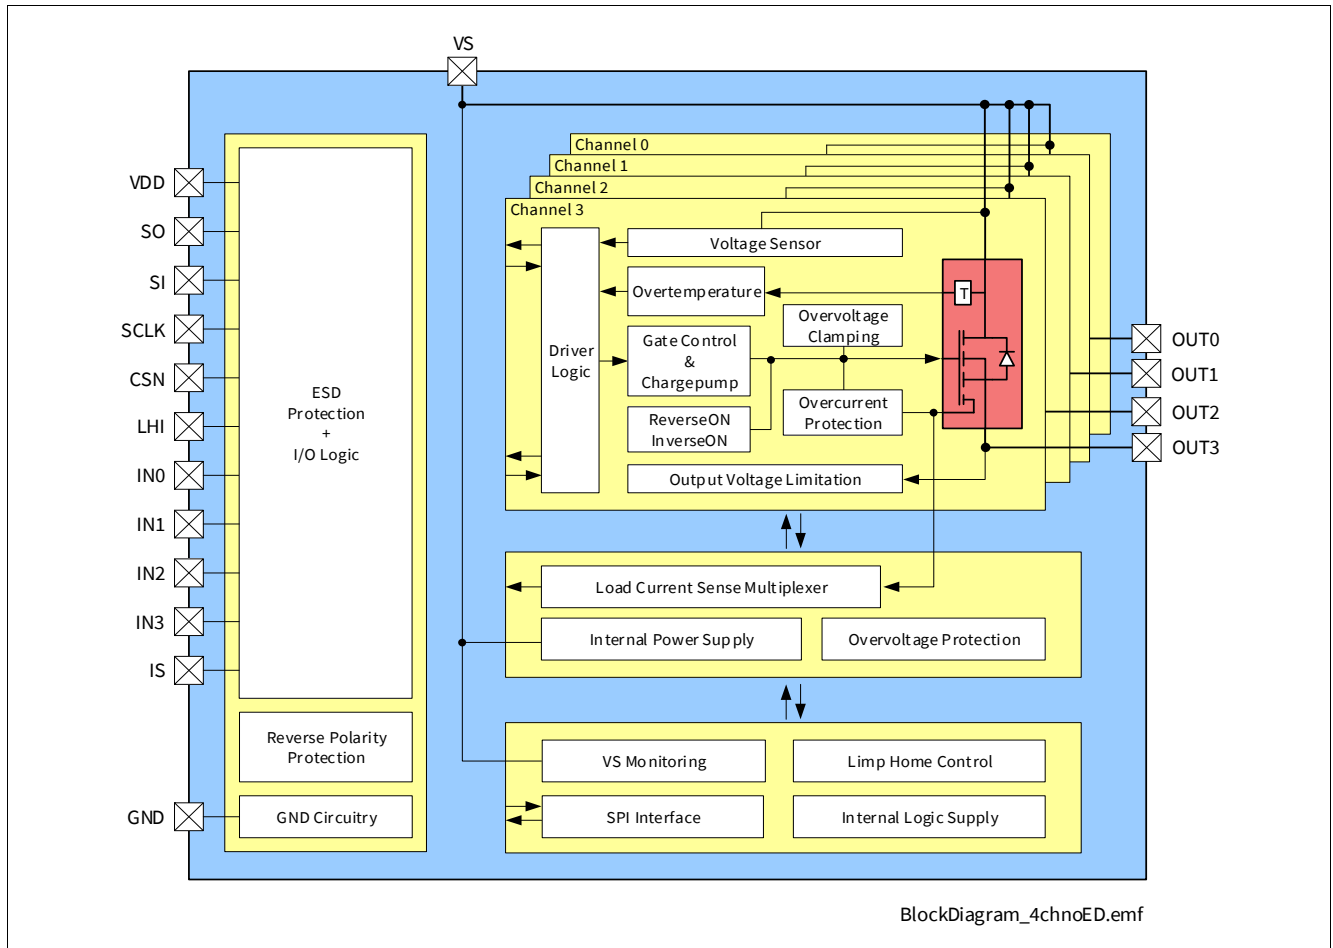 VS
VDD
SO
SI
SCLK
CSN
LHI
IN0
IN1
IN2
IN3
IS
GND
ESD
Protection
+
I/O Logic
Reverse Polarity
Protection
GND Circuitry
Channel 0
Channel 1
Channel 2
Channel 3
Driver
Logic
Voltage Sensor
Overtemperature
T
Overvoltage
Clamping
Gate Control
&
Chargepump
Overcurrent
Protection
ReverseON
InverseON
Output Voltage Limitation
OUT0
OUT1
OUT2
OUT3
Load Current Sense Multiplexer
Internal Power Supply
Overvoltage Protection
VS Monitoring
Limp Home Control
SPI Interface
Internal Logic Supply
BlockDiagram_4chnoED.emf